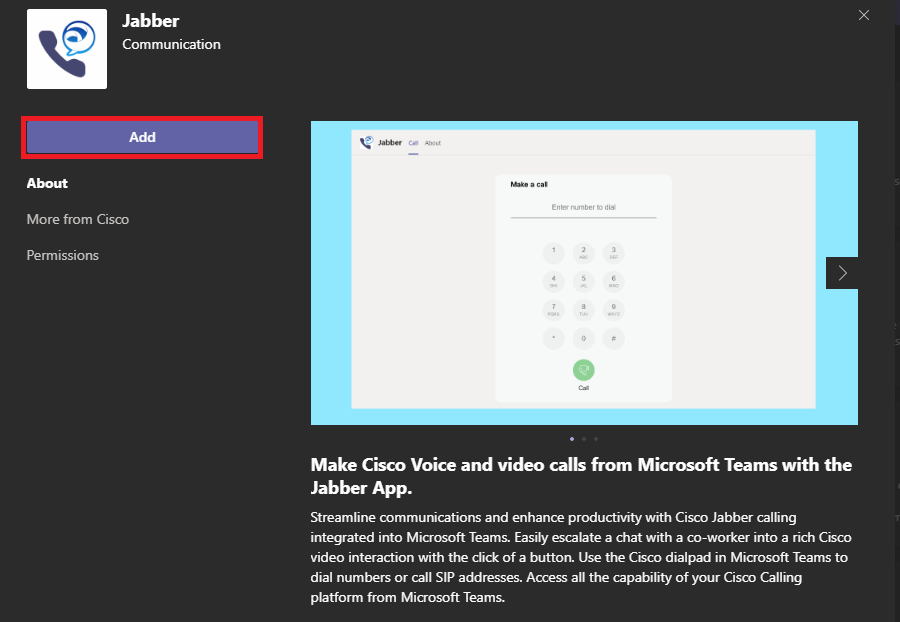 Jabber
Communication
Add
About
More from Cisco
Permissions
Jabber Call About
Make a call
Enter number to dial
1 2 3
ABC DEF
4 5 6
GHI JKL MNO
7 8 9
PQRS TUV WXYZ
* 0 #
Call
Make Cisco Voice and video calls from Microsoft Teams with the
Jabber App.
Streamline communications and enhance productivity with Cisco Jabber calling
integrated into Microsoft Teams. Easily escalate a chat with a co-worker into a rich Cisco
video interaction with the click of a button. Use the Cisco dialpad in Microsoft Teams to
dial numbers or call SIP addresses. Access all the capability of your Cisco Calling
platform from Microsoft Teams.